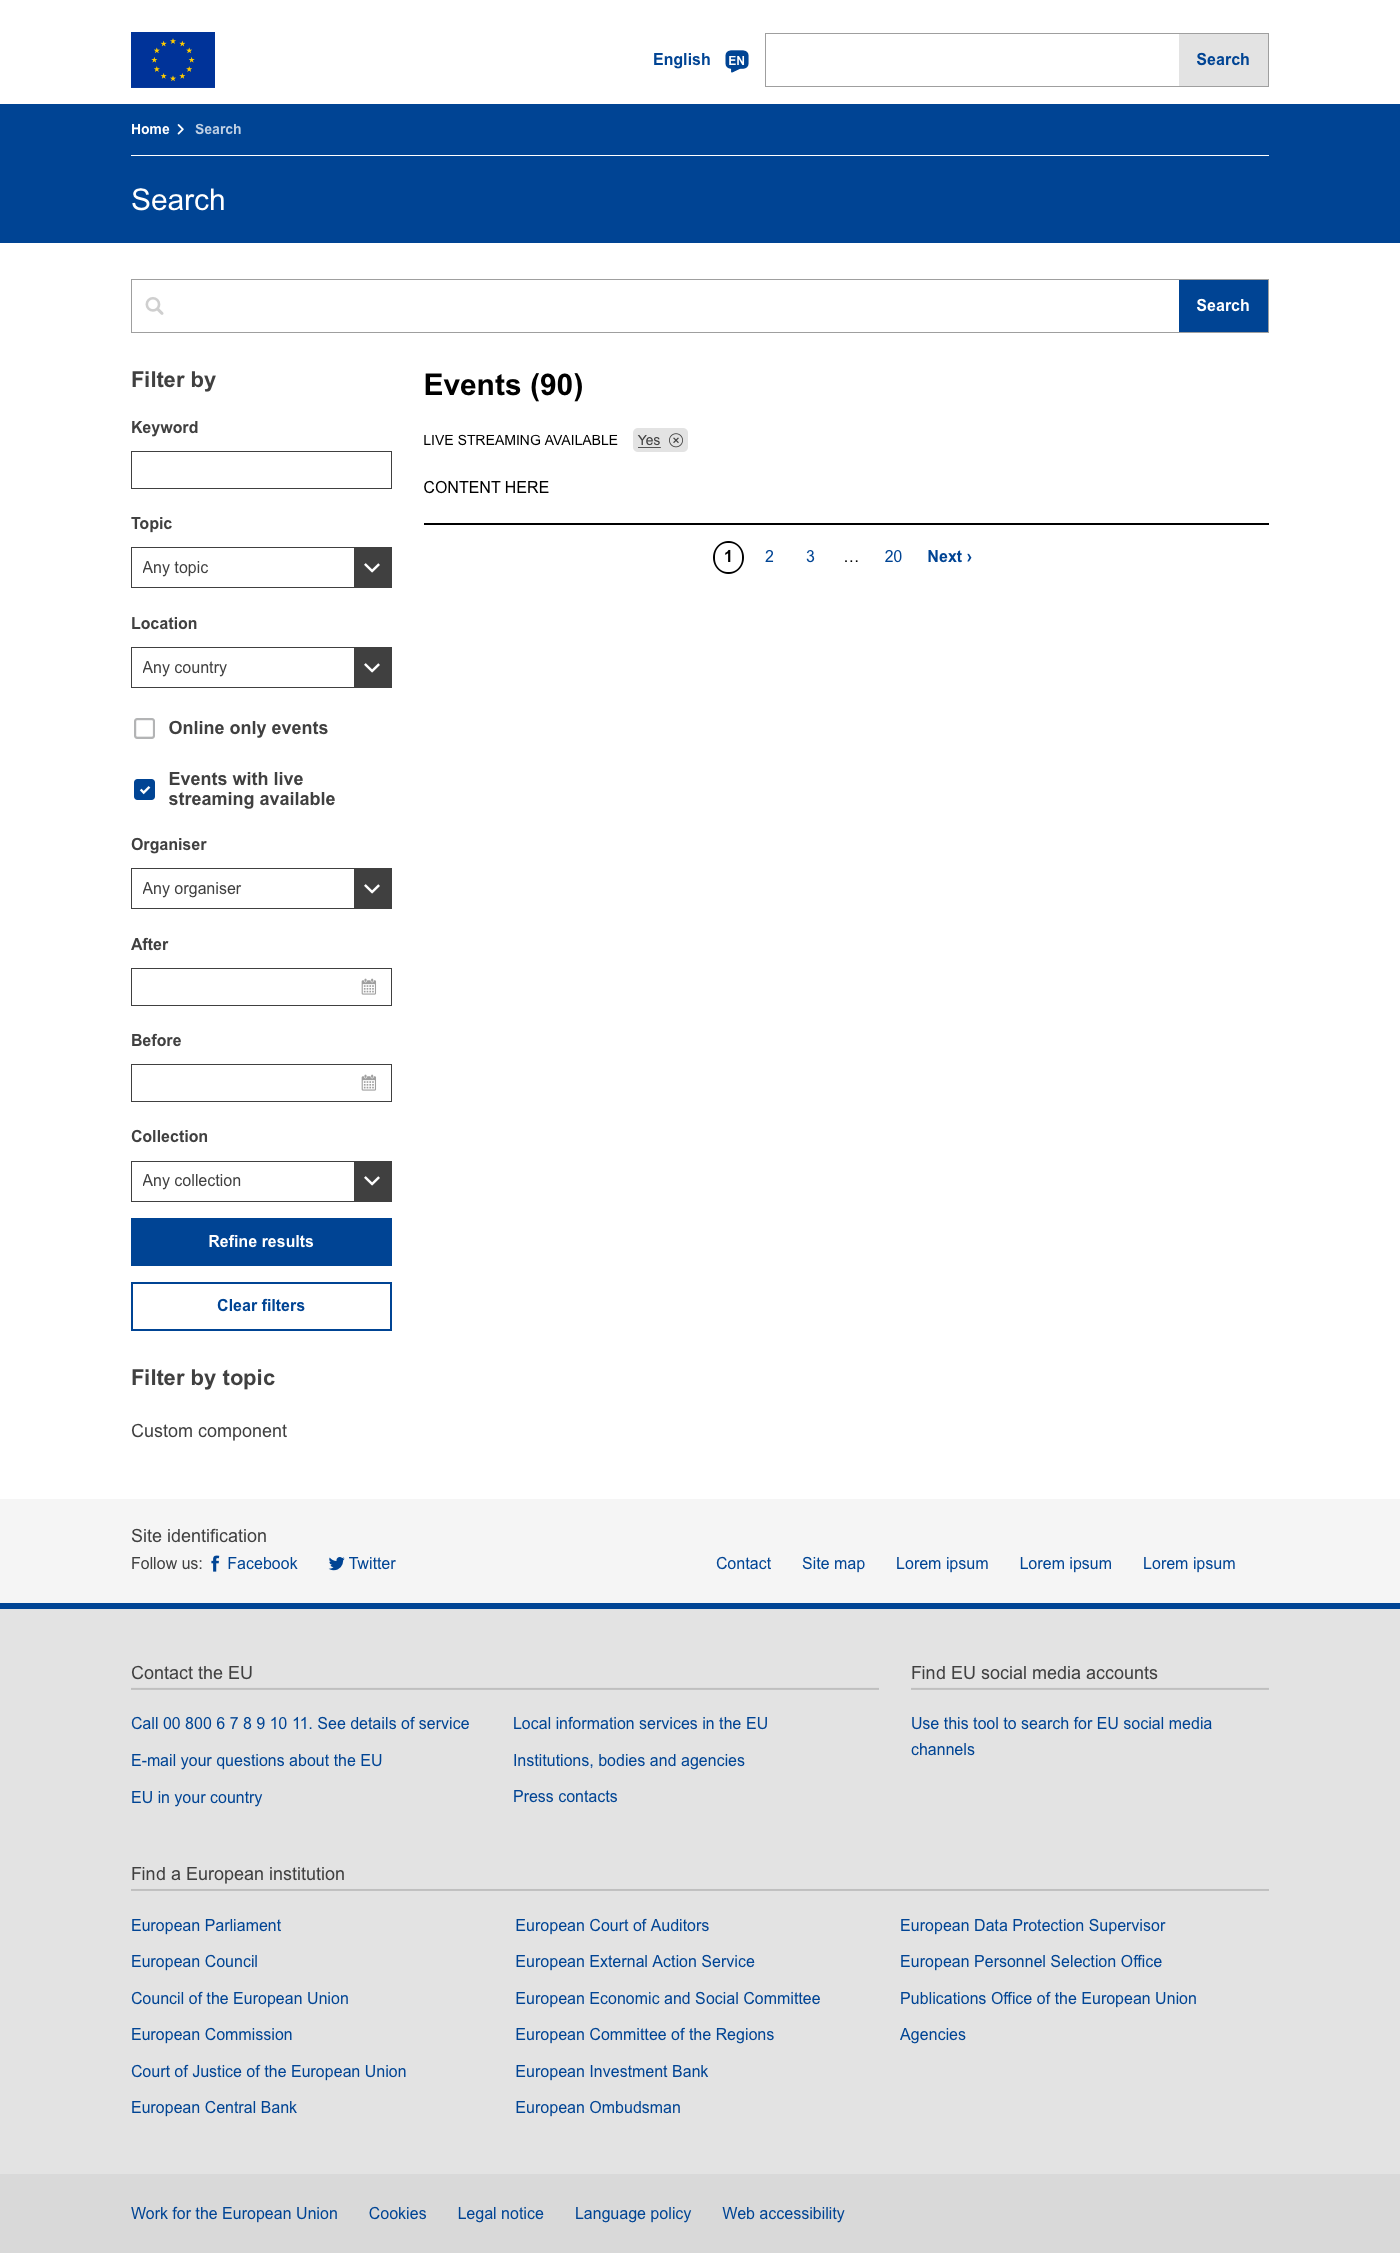 English EN Search
Home Search
Search
Search
Filter by
Keyword
Topic
Any topic
Location
Any country
Online only events
Events with live
streaming available
Organiser
Any organiser
After
Before
Collection
Any collection
Refine results
Clear filters
Filter by topic
Custom component
Events (90)
LIVE STREAMING AVAILABLE Yes
CONTENT HERE
1 2 3 … 20 Next ›
Site identification
Follow us: Facebook Twitter
Contact Site map Lorem ipsum Lorem ipsum Lorem ipsum
Contact the EU
Call 00 800 6 7 8 9 10 11. See details of service
E-mail your questions about the EU
EU in your country
Local information services in the EU
Institutions, bodies and agencies
Press contacts
Find EU social media accounts
Use this tool to search for EU social media
channels
Find a European institution
European Parliament
European Council
Council of the European Union
European Commission
Court of Justice of the European Union
European Central Bank
European Court of Auditors
European External Action Service
European Economic and Social Committee
European Committee of the Regions
European Investment Bank
European Ombudsman
European Data Protection Supervisor
European Personnel Selection Office
Publications Office of the European Union
Agencies
Work for the European Union Cookies Legal notice Language policy Web accessibility